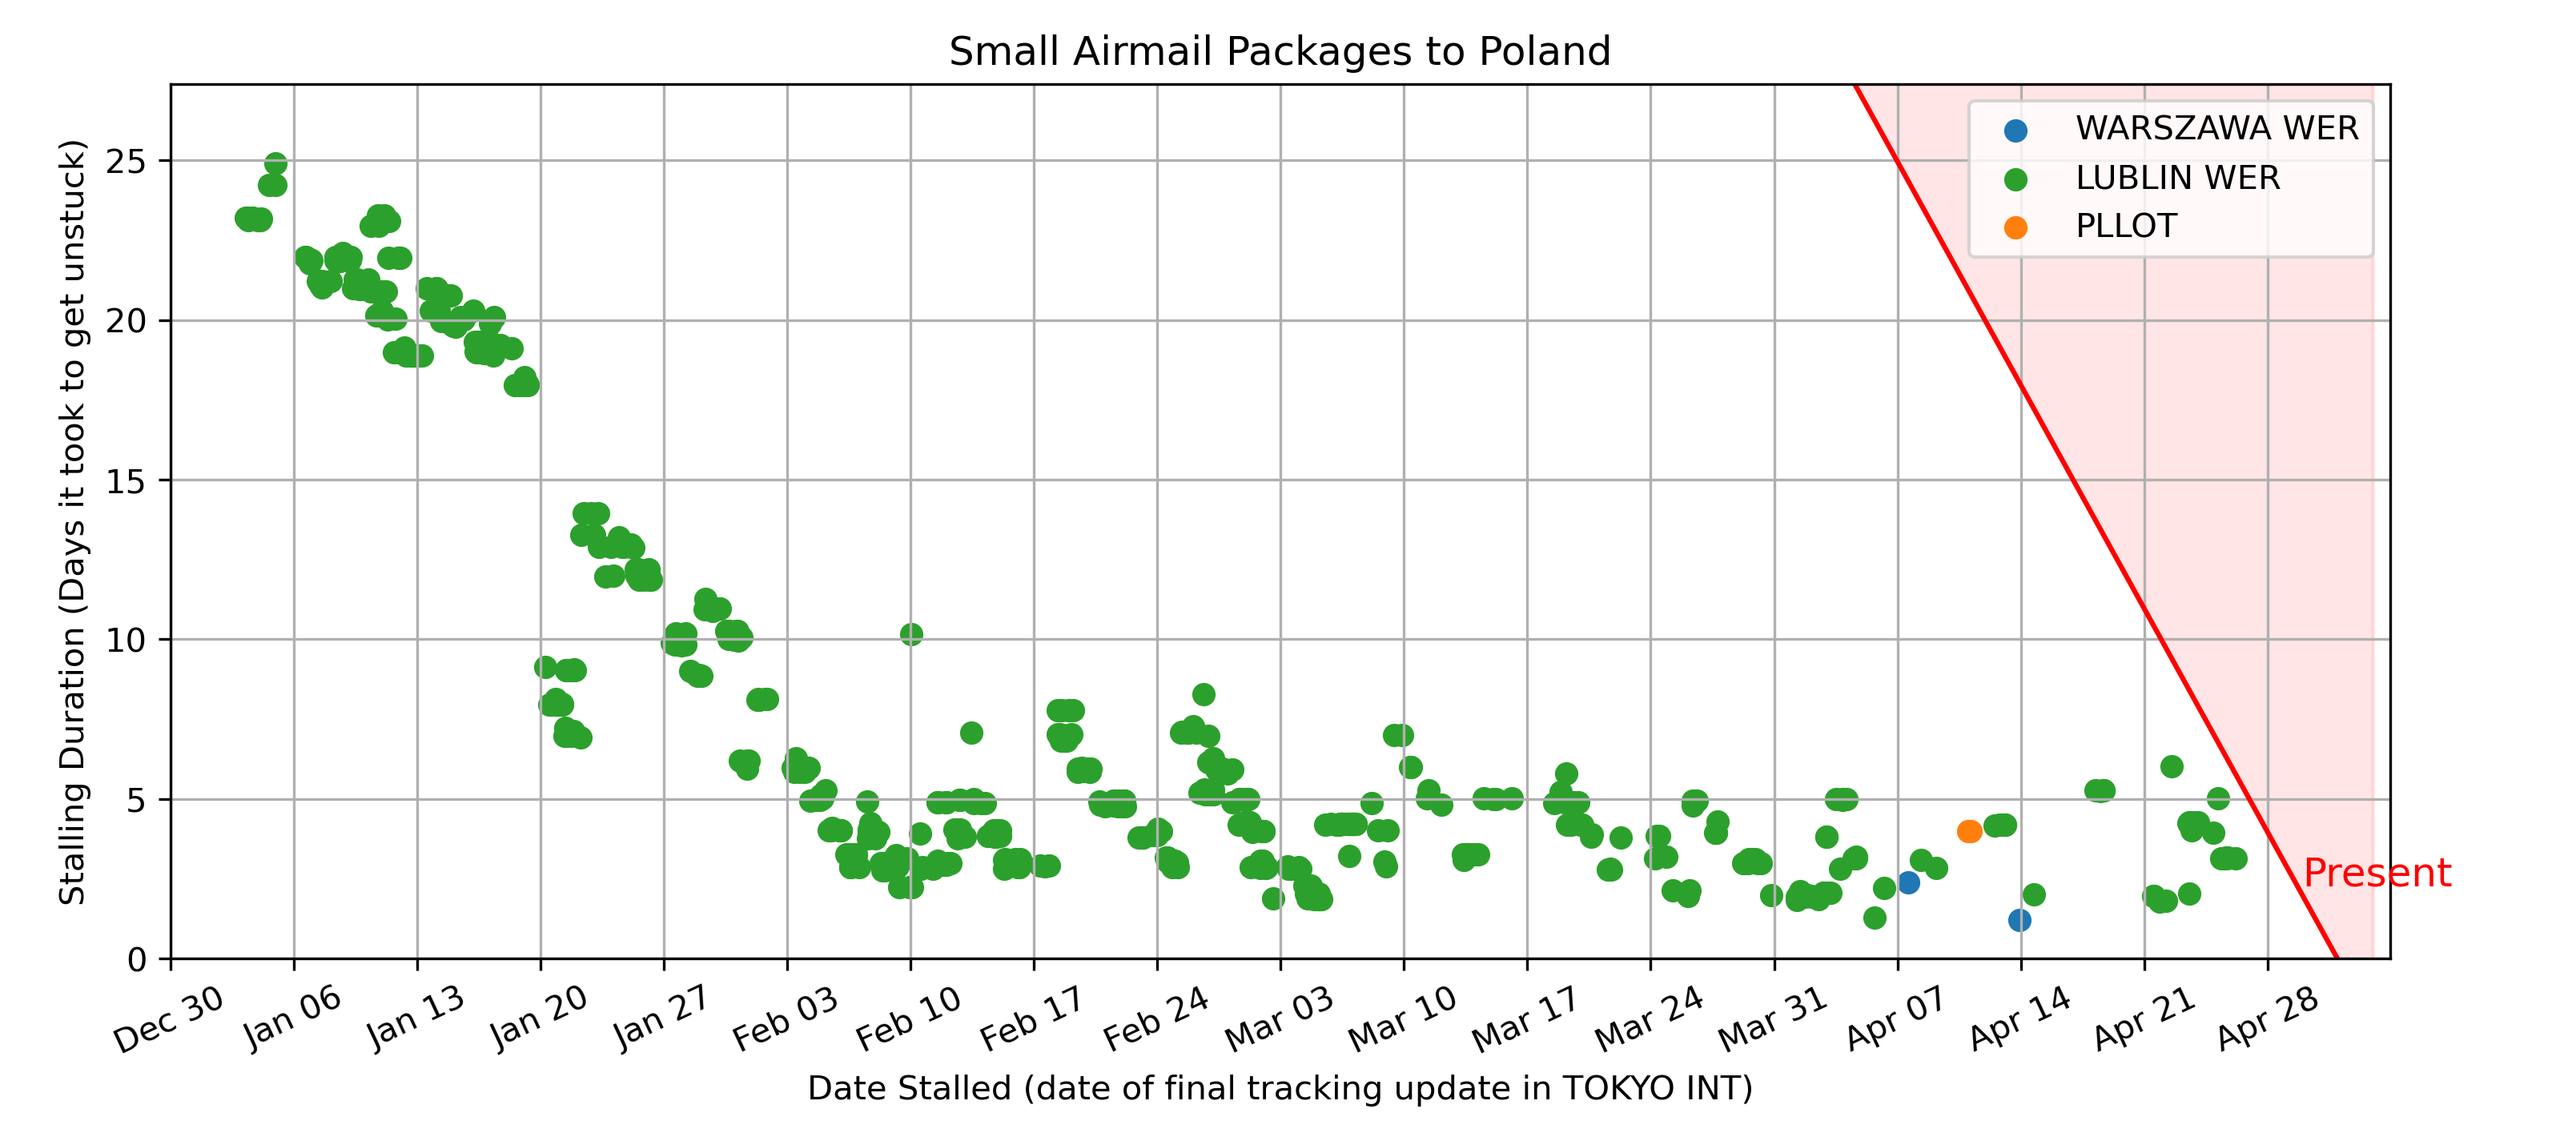 Small Airmail Packages to Poland
Stalling Duration (Days it took to get unstuck)
25
20
15
10
5
0
WARSZAWA WER
LUBLIN WER
PLLOT
Present
Dec 30
Jan 06
Jan 13
Jan 20
Jan 27
Feb 03
Feb 10
Feb 17
Feb 24
Mar 03
Mar 10
Mar 17
Mar 24
Mar 31
Apr 07
Apr 14
Apr 21
Apr 28
Date Stalled (date of final tracking update in TOKYO INT)